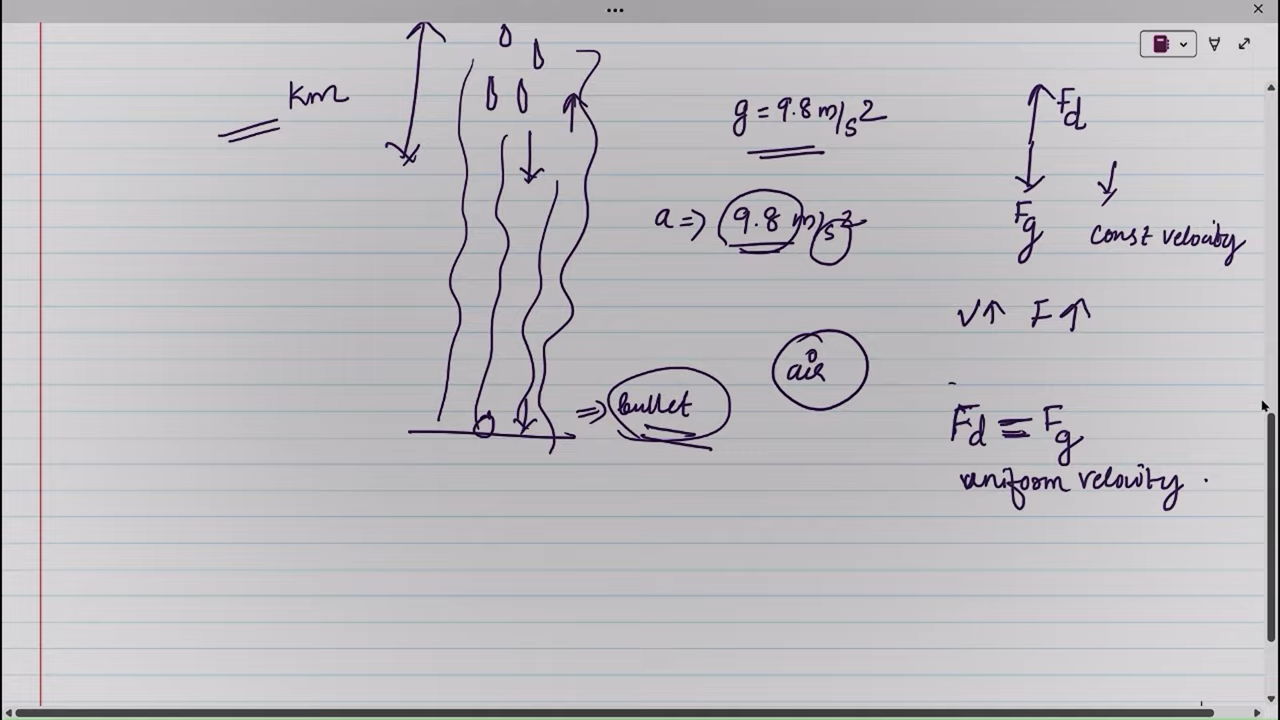 Km
g = 9.8 m/s2
Fd
a => 9.8 m/s2
Fg
const velocity
V↑ F↑
air
=> bullet
Fd = Fg
uniform velocity .